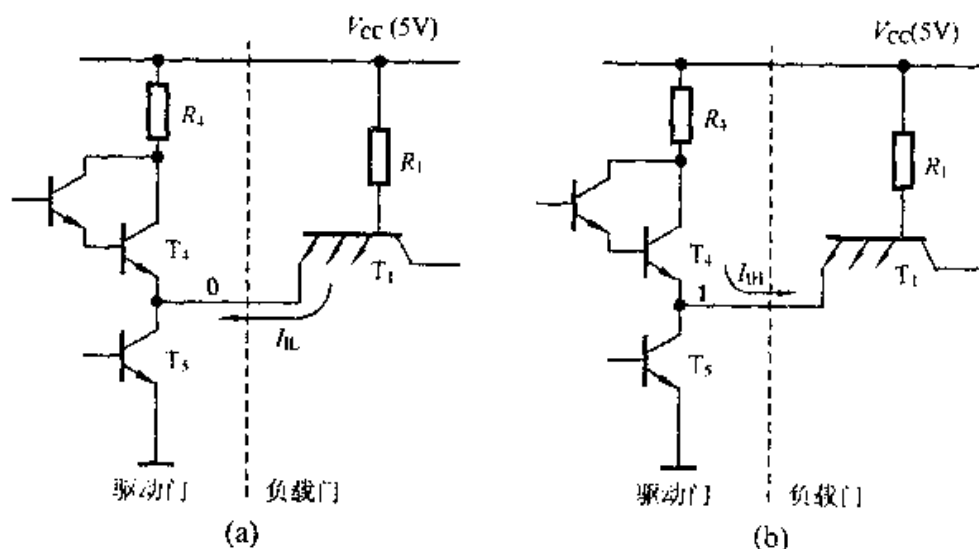 V_CC (5V)
R_4
R_1
T_4
T_1
0
I_IL
T_5
驱动门
负载门
(a)
V_CC(5V)
R_4
R_1
T_4
T_1
I_IH
1
T_5
驱动门
负载门
(b)